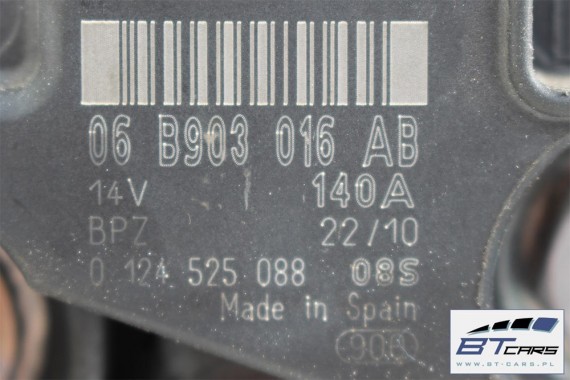 06 B903 016 AB
14V 140A
BPZ 22/10
0 124 525 088 08S
Made in Spain
BTCARS
WWW.BT-CARS.PL